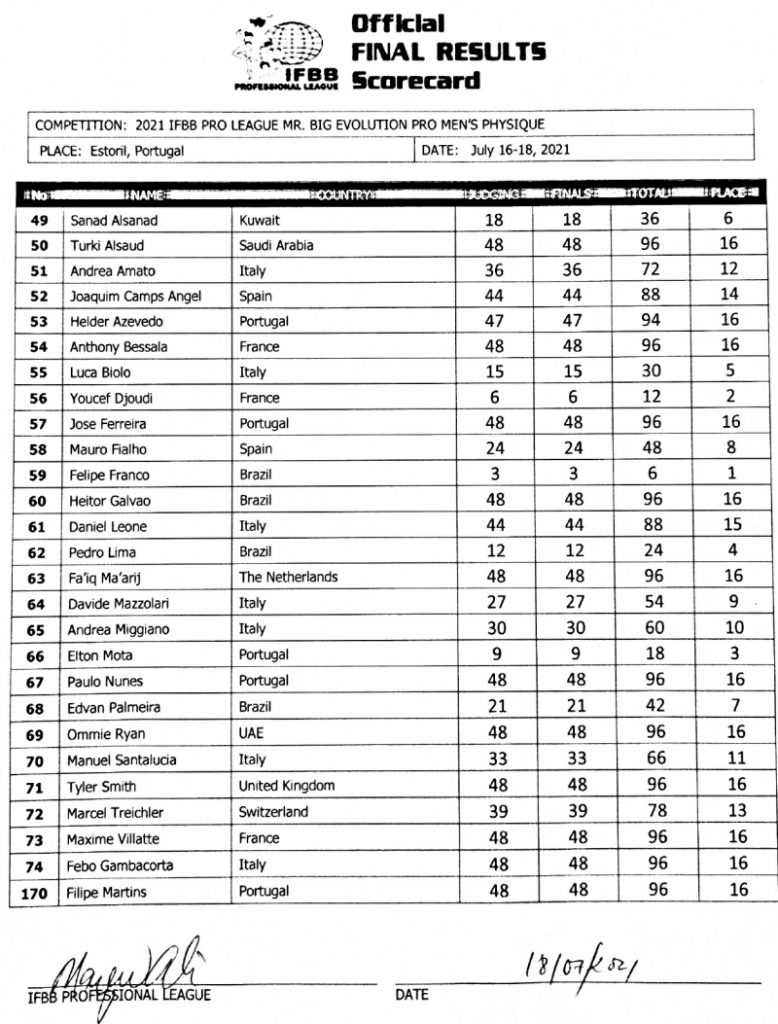 Official
FINAL RESULTS
Scorecard
IFBB
PROFESSIONAL LEAGUE
COMPETITION: 2021 IFBB PRO LEAGUE MR. BIG EVOLUTION PRO MEN'S PHYSIQUE
PLACE: Estoril, Portugal DATE: July 16-18, 2021
No NAME COUNTRY JUDGING FINALS TOTAL PLACE
49 Sanad Alsanad Kuwait 18 18 36 6
50 Turki Alsaud Saudi Arabia 48 48 96 16
51 Andrea Amato Italy 36 36 72 12
52 Joaquim Camps Angel Spain 44 44 88 14
53 Helder Azevedo Portugal 47 47 94 16
54 Anthony Bessala France 48 48 96 16
55 Luca Biolo Italy 15 15 30 5
56 Youcef Djoudi France 6 6 12 2
57 Jose Ferreira Portugal 48 48 96 16
58 Mauro Fialho Spain 24 24 48 8
59 Felipe Franco Brazil 3 3 6 1
60 Heitor Galvao Brazil 48 48 96 16
61 Daniel Leone Italy 44 44 88 15
62 Pedro Lima Brazil 12 12 24 4
63 Fa'iq Ma'arij The Netherlands 48 48 96 16
64 Davide Mazzolari Italy 27 27 54 9
65 Andrea Miggiano Italy 30 30 60 10
66 Elton Mota Portugal 9 9 18 3
67 Paulo Nunes Portugal 48 48 96 16
68 Edvan Palmeira Brazil 21 21 42 7
69 Ommie Ryan UAE 48 48 96 16
70 Manuel Santalucia Italy 33 33 66 11
71 Tyler Smith United Kingdom 48 48 96 16
72 Marcel Treichler Switzerland 39 39 78 13
73 Maxime Villatte France 48 48 96 16
74 Febo Gambacorta Italy 48 48 96 16
170 Filipe Martins Portugal 48 48 96 16
18/07/2021
IFBB PROFESSIONAL LEAGUE DATE